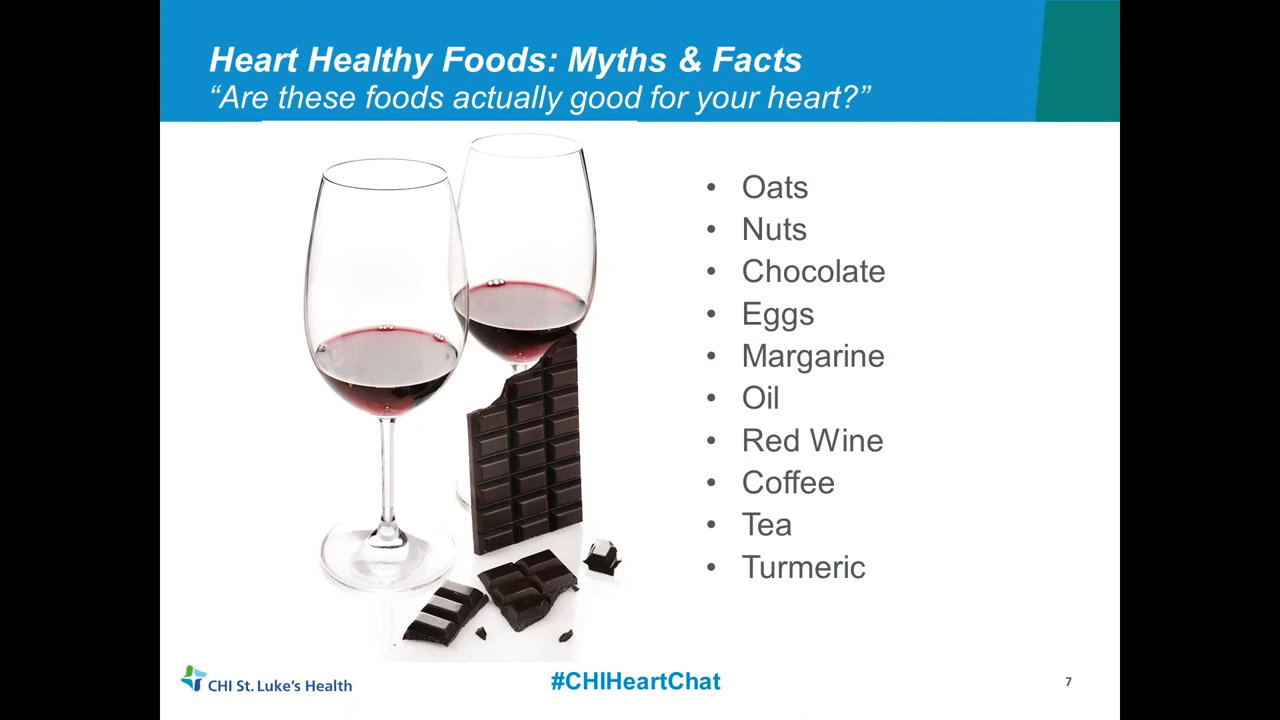 Heart Healthy Foods: Myths & Facts
“Are these foods actually good for your heart?”
• Oats
• Nuts
• Chocolate
• Eggs
• Margarine
• Oil
• Red Wine
• Coffee
• Tea
• Turmeric
CHI St. Luke's Health
#CHIHeartChat
7